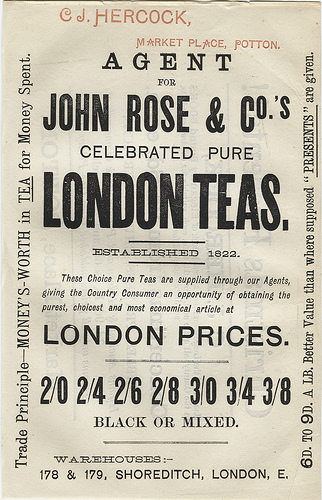 C. J. HERCOCK,
MARKET PLACE, POTTON.
AGENT
FOR
JOHN ROSE & Co.'s
CELEBRATED PURE
LONDON TEAS.
ESTABLISHED 1822.
These Choice Pure Teas are supplied through our Agents,
giving the Country Consumer an opportunity of obtaining the
purest, choicest and most economical article at
LONDON PRICES.
2/0 2/4 2/6 2/8 3/0 3/4 3/8
BLACK OR MIXED.
WAREHOUSES:-
178 & 179, SHOREDITCH, LONDON, E.
Trade Principle—MONEY'S-WORTH in TEA for Money Spent.
6D. TO 9D. A LB. Better Value than where supposed "PRESENTS" are given.